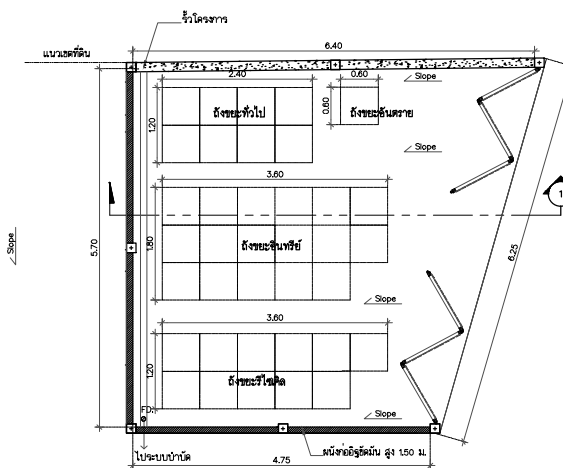 รั้วโครงการ
แนวเขตที่ดิน
6.40
2.40
0.60
Slope
0.60
ถังขยะทั่วไป
ถังขยะอันตราย
1.20
Slope
3.60
1
1.80
ถังขยะอินทรีย์
Slope
5.70
6.25
Slope
3.60
1.20
ถังขยะรีไซเคิล
FD.
Slope
ไประบบบำบัด
4.75
ผนังก่ออิฐขัดมัน สูง 1.50 ม.